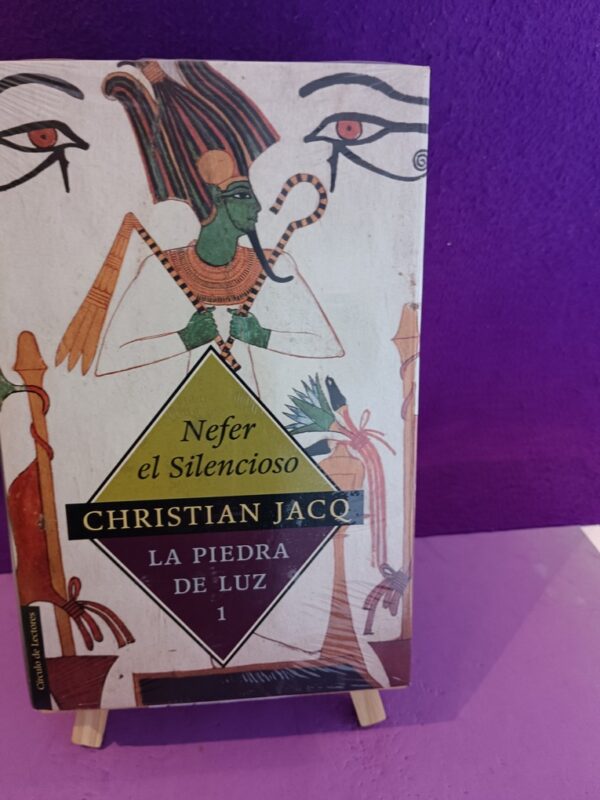 Nefer
el Silencioso
CHRISTIAN JACQ
LA PIEDRA
DE LUZ
1
Círculo de Lectores